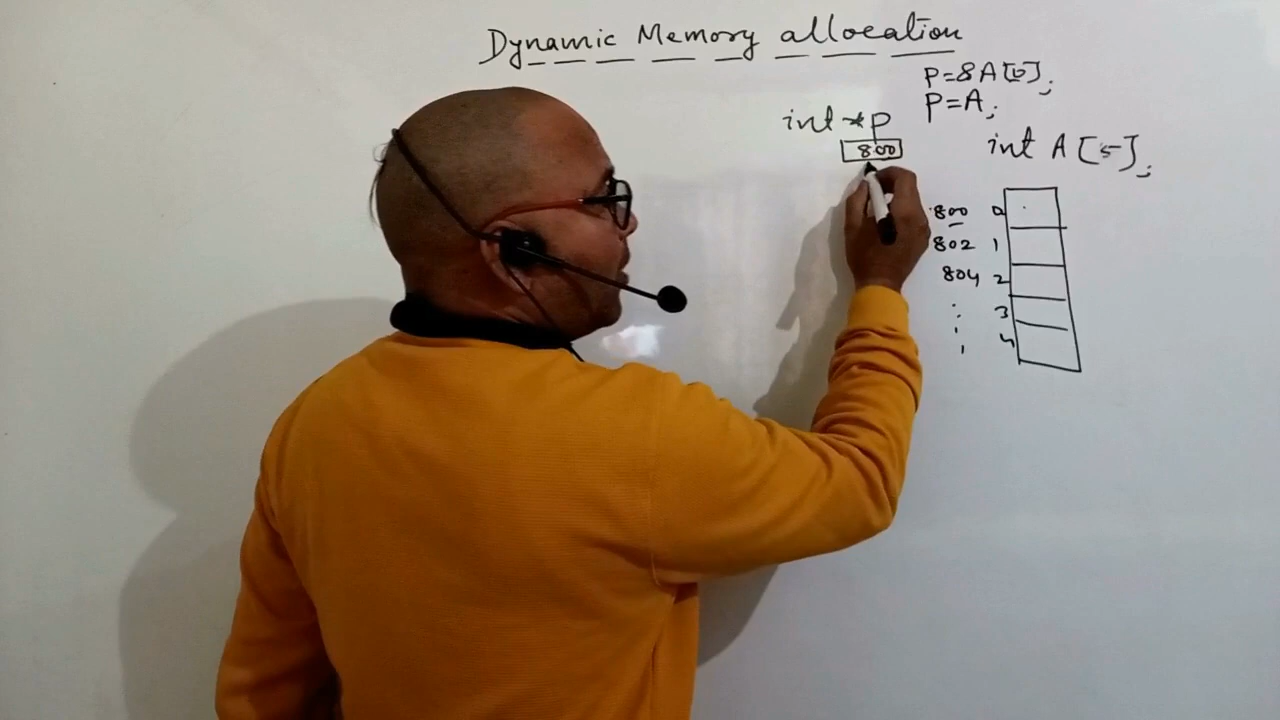 Dynamic Memory allocation
P=&A[0];
P=A;
int *P
800
int A[5];
800 0
802 1
804 2
: 3
4